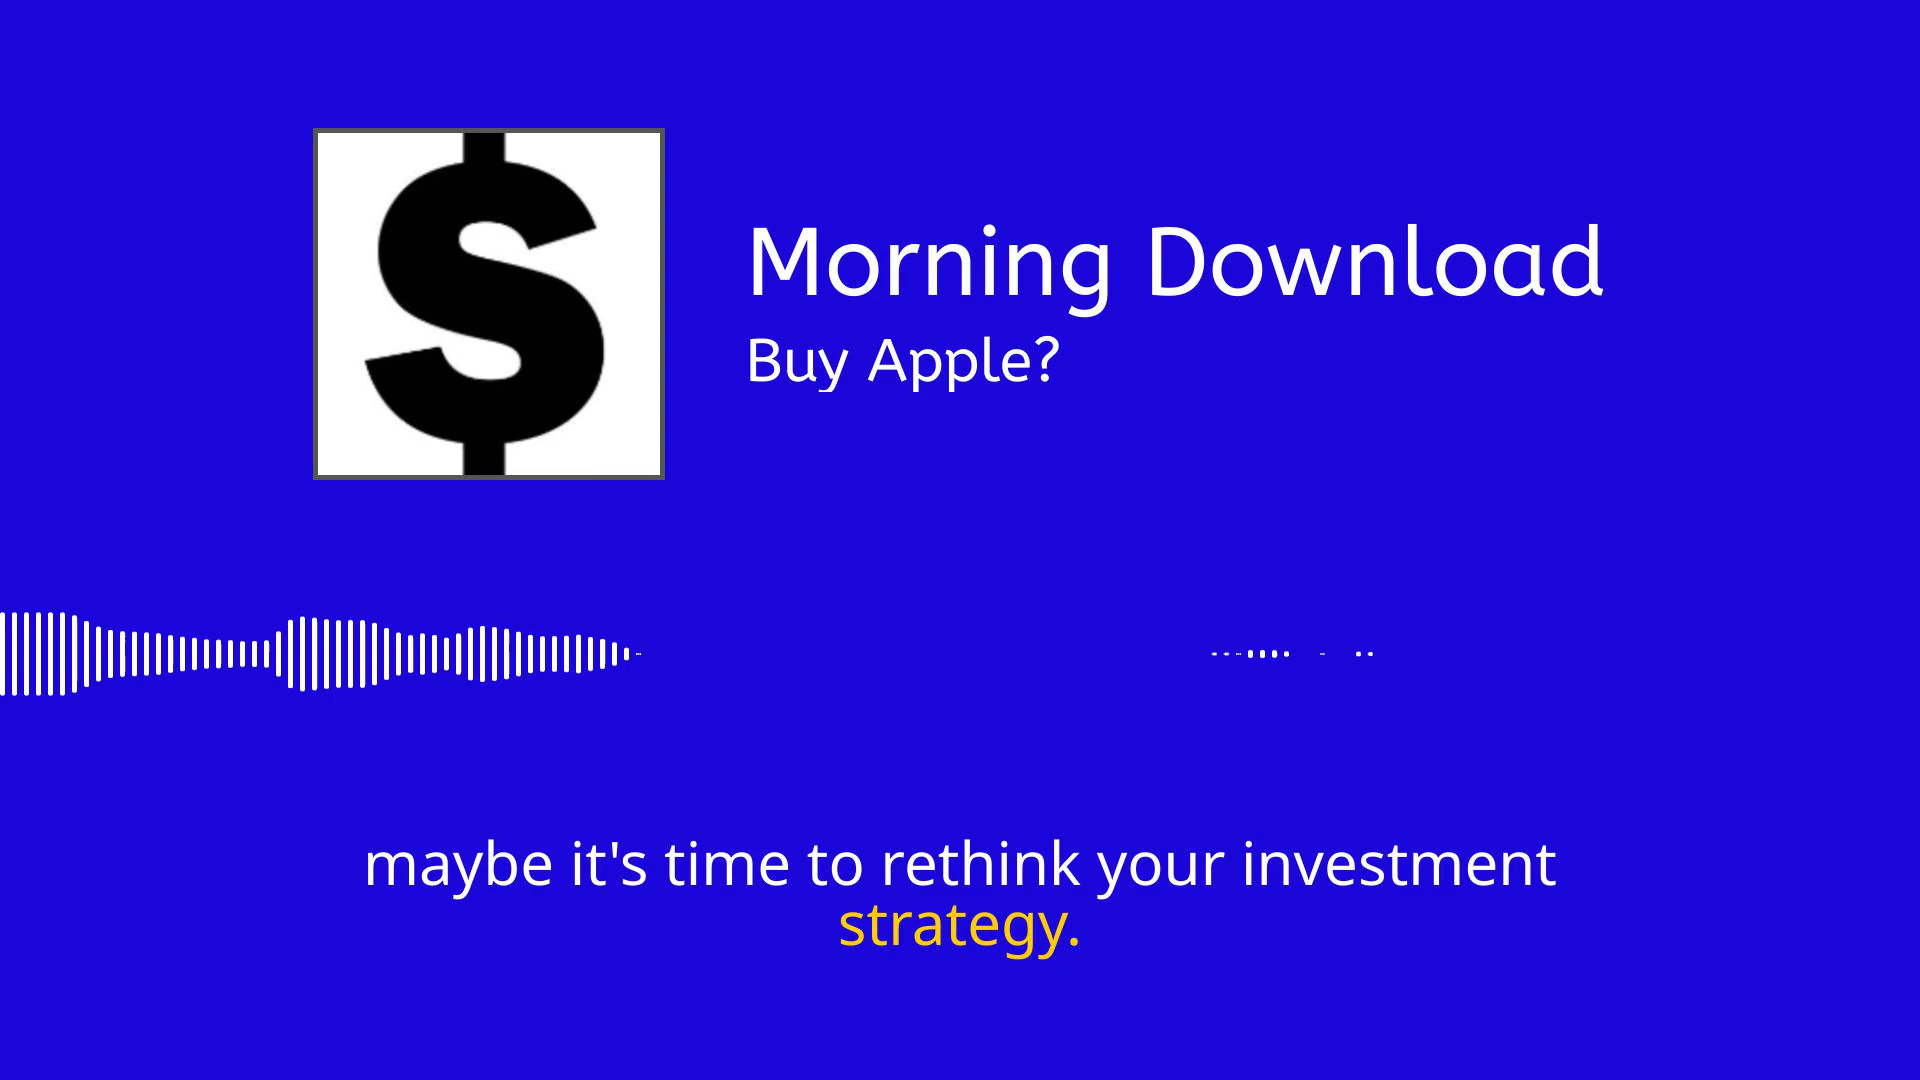 $
Morning Download
Buy Apple?
maybe it's time to rethink your investment
strategy.